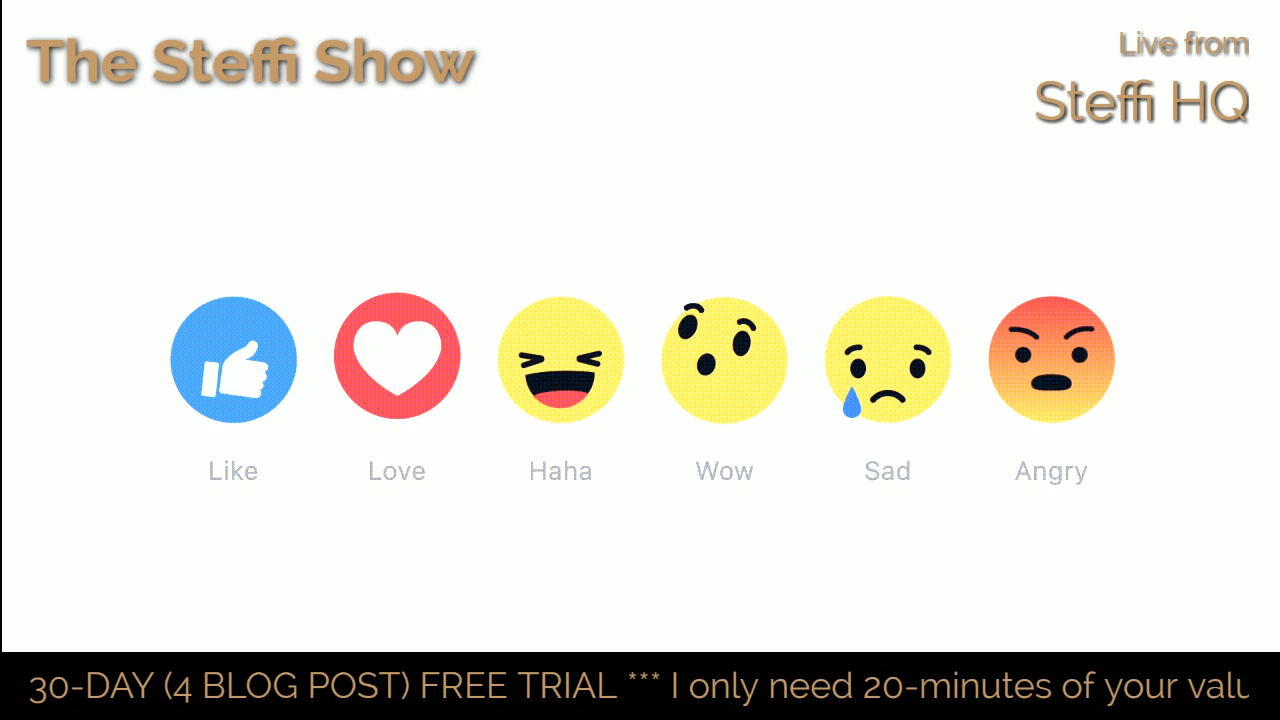 The Steffi Show
Live from
Steffi HQ
Like
Love
Haha
Wow
Sad
Angry
30-DAY (4 BLOG POST) FREE TRIAL *** I only need 20-minutes of your